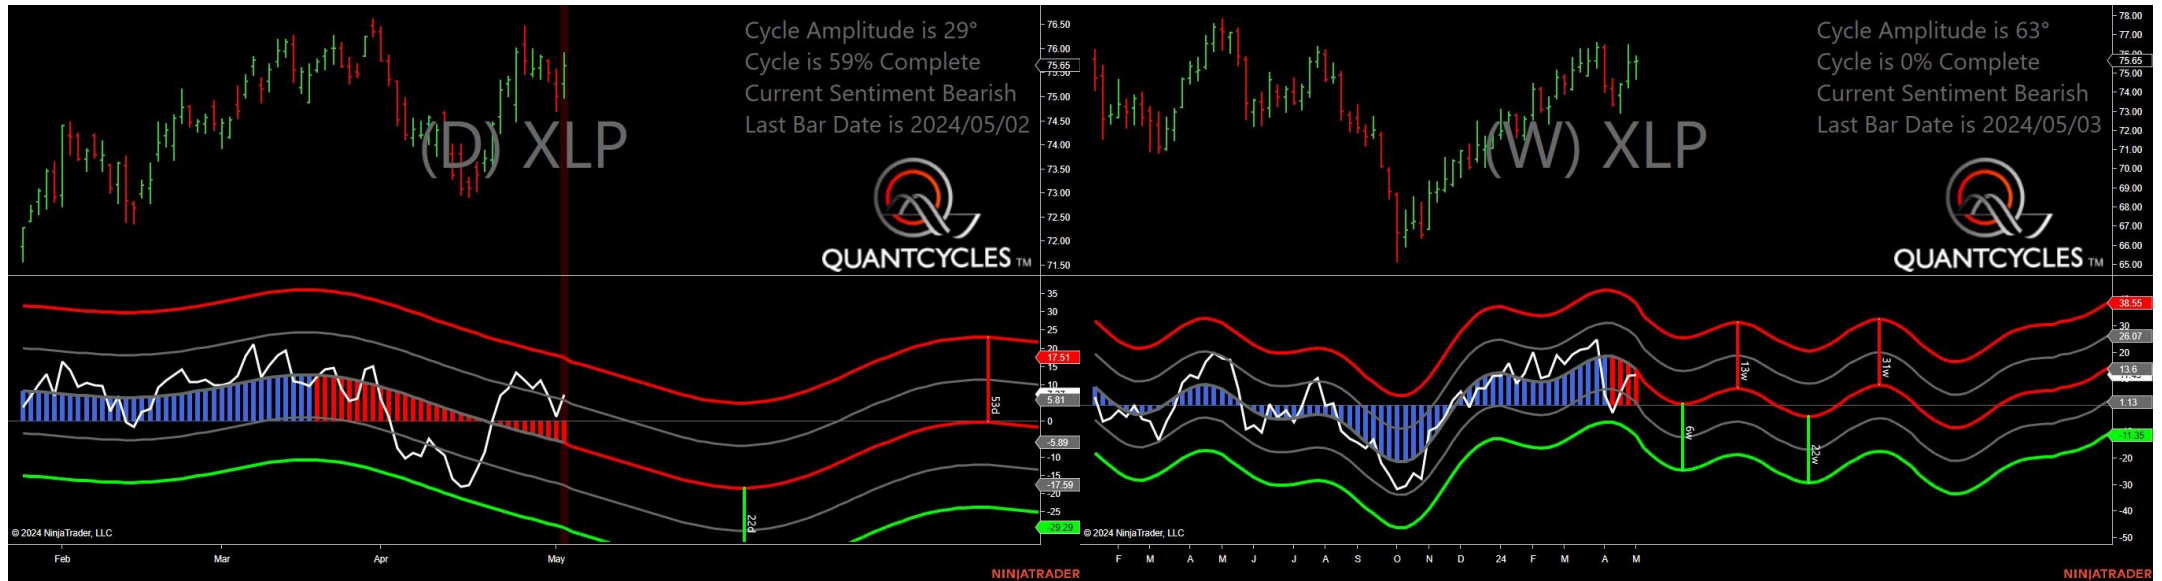 Cycle Amplitude is 29°
Cycle is 59% Complete
Current Sentiment Bearish
Last Bar Date is 2024/05/02
(D) XLP
QUANTCYCLES TM
76.50
76.00
75.65
75.50
75.00
74.50
74.00
73.50
73.00
72.50
72.00
71.50
35
30
25
20
17.51
15
10
5.81
0
-5.89
-10
-15
-17.59
-20
-25
-29.29
53d
22d
© 2024 NinjaTrader, LLC
Feb
Mar
Apr
May
NINJATRADER
Cycle Amplitude is 63°
Cycle is 0% Complete
Current Sentiment Bearish
Last Bar Date is 2024/05/03
(W) XLP
QUANTCYCLES TM
78.00
77.00
75.65
75.00
74.00
73.00
72.00
71.00
70.00
69.00
68.00
67.00
66.00
65.00
38.55
30
26.07
20
13.6
1.13
-11.35
-20
-30
-40
-50
13w
31w
6w
22w
© 2024 NinjaTrader, LLC
F
M
A
M
J
J
A
S
O
N
D
24
F
M
A
M
NINJATRADER